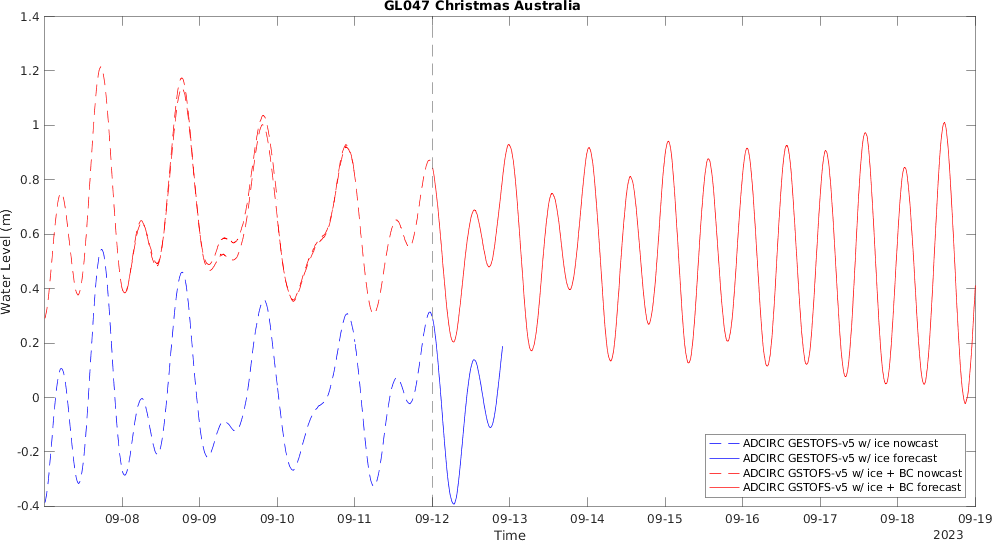 GL047 Christmas Australia
1.4
1.2
1
0.8
0.6
0.4
0.2
0
-0.2
-0.4
Water Level (m)
ADCIRC GESTOFS-v5 w/ ice nowcast
ADCIRC GESTOFS-v5 w/ ice forecast
ADCIRC GSTOFS-v5 w/ ice + BC nowcast
ADCIRC GSTOFS-v5 w/ ice + BC forecast
09-08 09-09 09-10 09-11 09-12 09-13 09-14 09-15 09-16 09-17 09-18 09-19
Time
2023